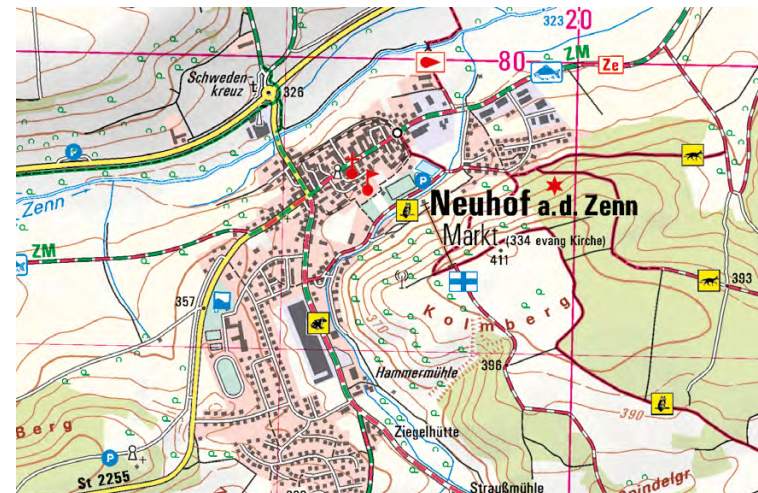 323
20
80
ZM
Ze
Schweden-
kreuz
326
P
P
Zenn
Neuhof a.d. Zenn
Markt (334 evang Kirche)
411
ZM
393
357
370
Kolmberg
Hammermühle
396
390
Berg
P
Ziegelhütte
St 2255
Straußmühle